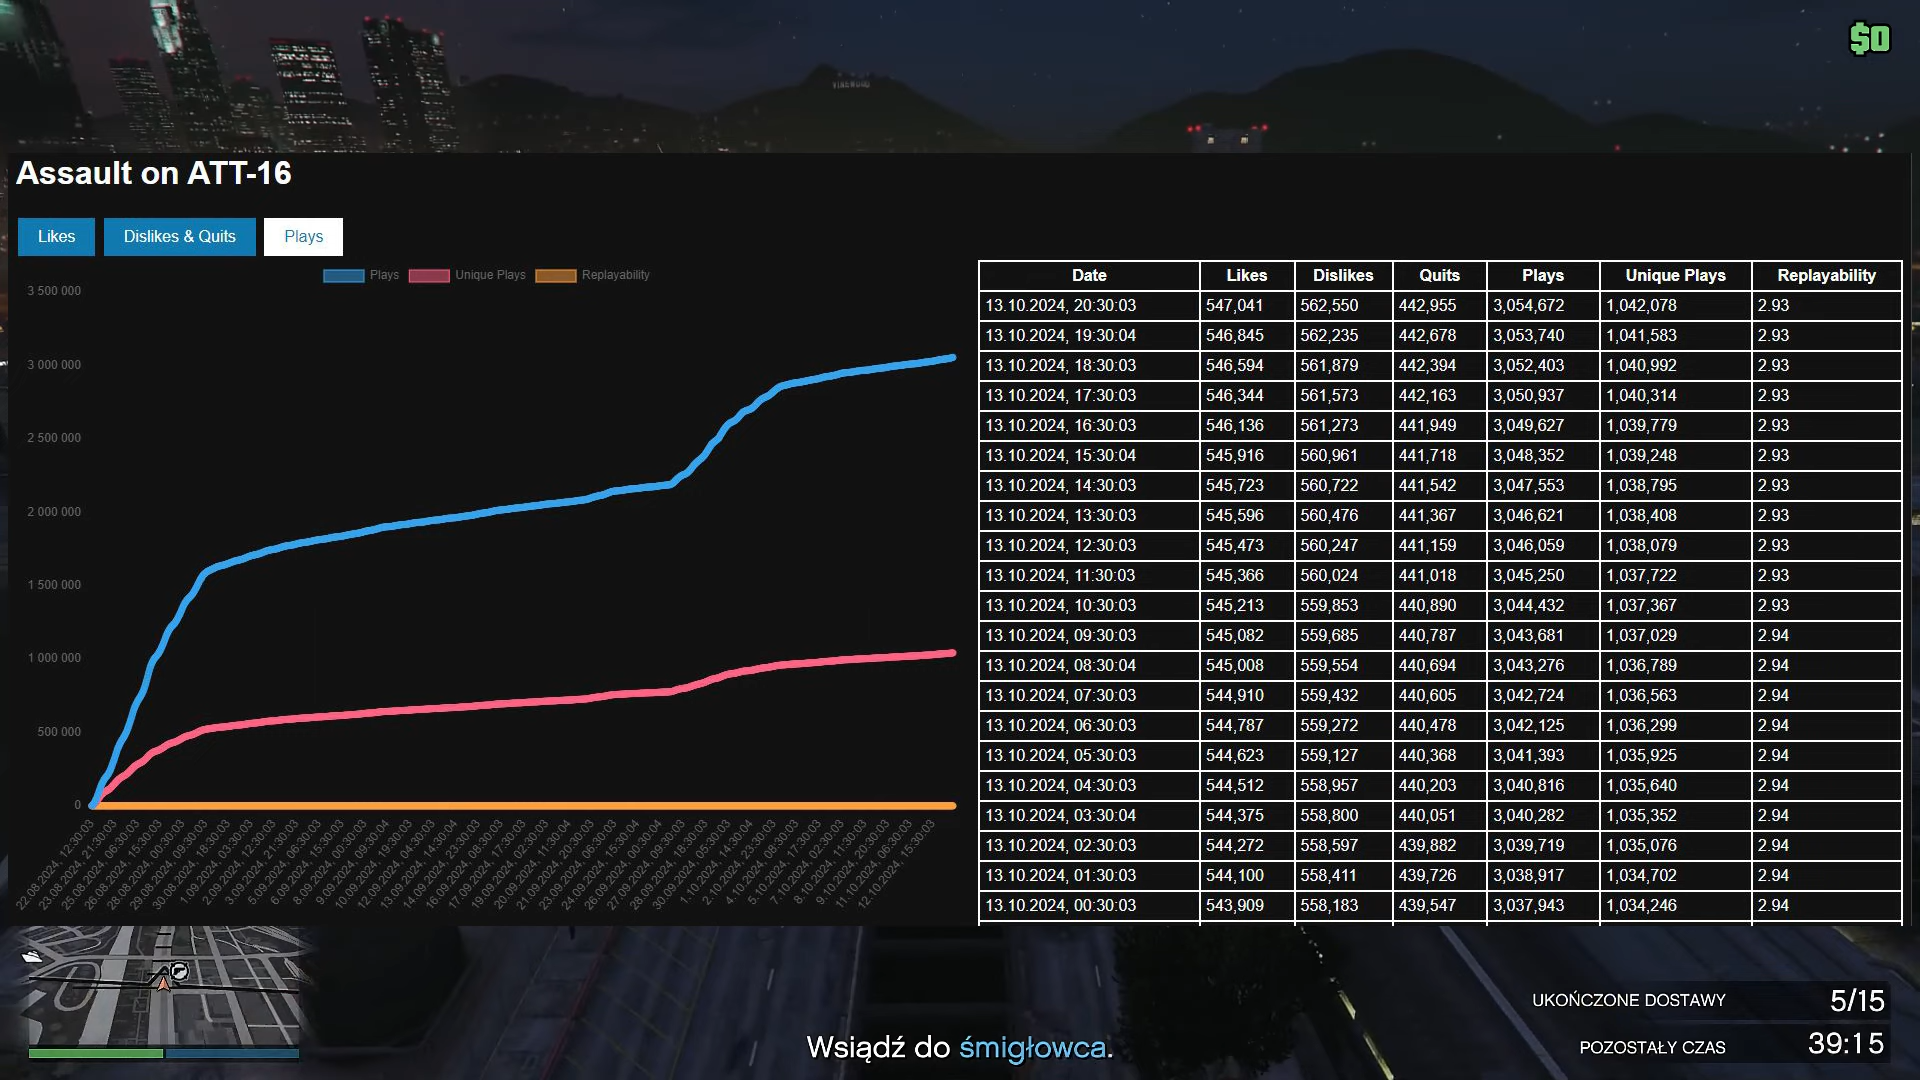 $0
VINEWOOD
Assault on ATT-16
Likes
Dislikes & Quits
Plays
Plays
Unique Plays
Replayability
3 500 000
3 000 000
2 500 000
2 000 000
1 500 000
1 000 000
500 000
0
Date Likes Dislikes Quits Plays Unique Plays Replayability
13.10.2024, 20:30:03 547,041 562,550 442,955 3,054,672 1,042,078 2.93
13.10.2024, 19:30:04 546,845 562,235 442,678 3,053,740 1,041,583 2.93
13.10.2024, 18:30:03 546,594 561,879 442,394 3,052,403 1,040,992 2.93
13.10.2024, 17:30:03 546,344 561,573 442,163 3,050,937 1,040,314 2.93
13.10.2024, 16:30:03 546,136 561,273 441,949 3,049,627 1,039,779 2.93
13.10.2024, 15:30:04 545,916 560,961 441,718 3,048,352 1,039,248 2.93
13.10.2024, 14:30:03 545,723 560,722 441,542 3,047,553 1,038,795 2.93
13.10.2024, 13:30:03 545,596 560,476 441,367 3,046,621 1,038,408 2.93
13.10.2024, 12:30:03 545,473 560,247 441,159 3,046,059 1,038,079 2.93
13.10.2024, 11:30:03 545,366 560,024 441,018 3,045,250 1,037,722 2.93
13.10.2024, 10:30:03 545,213 559,853 440,890 3,044,432 1,037,367 2.93
13.10.2024, 09:30:03 545,082 559,685 440,787 3,043,681 1,037,029 2.94
13.10.2024, 08:30:04 545,008 559,554 440,694 3,043,276 1,036,789 2.94
13.10.2024, 07:30:03 544,910 559,432 440,605 3,042,724 1,036,563 2.94
13.10.2024, 06:30:03 544,787 559,272 440,478 3,042,125 1,036,299 2.94
13.10.2024, 05:30:03 544,623 559,127 440,368 3,041,393 1,035,925 2.94
13.10.2024, 04:30:03 544,512 558,957 440,203 3,040,816 1,035,640 2.94
13.10.2024, 03:30:04 544,375 558,800 440,051 3,040,282 1,035,352 2.94
13.10.2024, 02:30:03 544,272 558,597 439,882 3,039,719 1,035,076 2.94
13.10.2024, 01:30:03 544,100 558,411 439,726 3,038,917 1,034,702 2.94
13.10.2024, 00:30:03 543,909 558,183 439,547 3,037,943 1,034,246 2.94
UKOŃCZONE DOSTAWY 5/15
POZOSTAŁY CZAS 39:15
Wsiądź do śmigłowca.